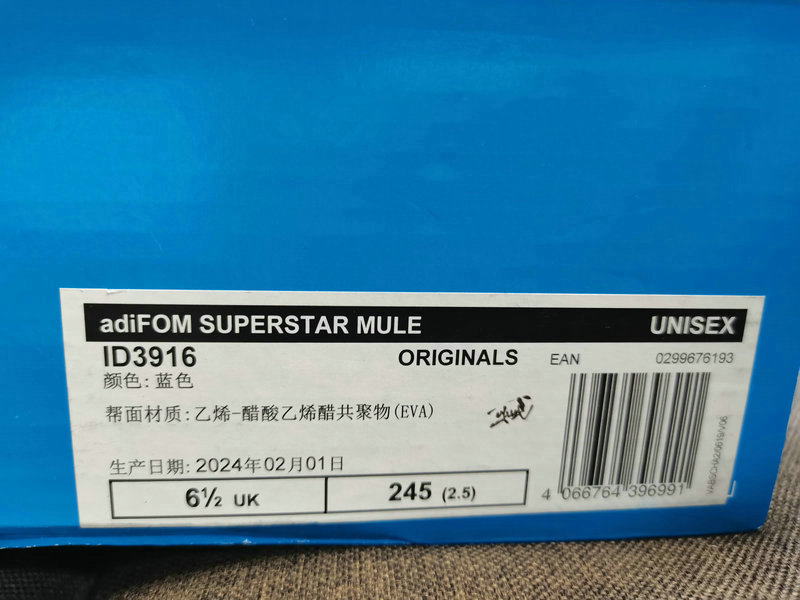 adiFOM SUPERSTAR MULE UNISEX
ID3916 ORIGINALS EAN 0299676193
颜色: 蓝色
帮面材质: 乙烯-醋酸乙烯醋共聚物(EVA)
生产日期: 2024年02月01日
6½ UK 245 (2.5)
4 066764 396991